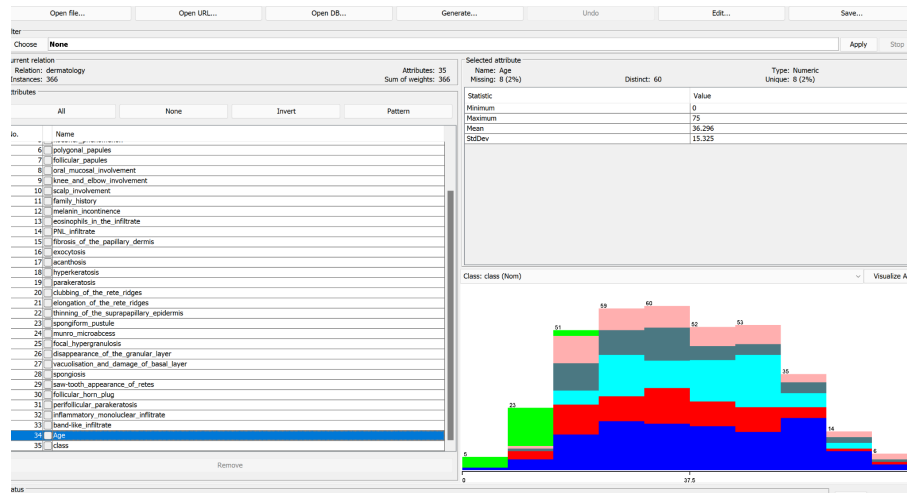 Open file... Open URL... Open DB... Generate... Undo Edit... Save...
lter
Choose None Apply Stop
urrent relation
Relation: dermatology Attributes: 35
Instances: 366 Sum of weights: 366
ttributes
All None Invert Pattern
No. Name
6 polygonal_papules
7 follicular_papules
8 oral_mucosal_involvement
9 knee_and_elbow_involvement
10 scalp_involvement
11 family_history
12 melanin_incontinence
13 eosinophils_in_the_infiltrate
14 PNL_infiltrate
15 fibrosis_of_the_papillary_dermis
16 exocytosis
17 acanthosis
18 hyperkeratosis
19 parakeratosis
20 clubbing_of_the_rete_ridges
21 elongation_of_the_rete_ridges
22 thinning_of_the_suprapapillary_epidermis
23 spongiform_pustule
24 munro_microabcess
25 focal_hypergranulosis
26 disappearance_of_the_granular_layer
27 vacuolisation_and_damage_of_basal_layer
28 spongiosis
29 saw-tooth_appearance_of_retes
30 follicular_horn_plug
31 perifollicular_parakeratosis
32 inflammatory_monoluclear_inflitrate
33 band-like_infiltrate
34 Age
35 class
Remove
tatus
Selected attribute
Name: Age Type: Numeric
Missing: 8 (2%) Distinct: 60 Unique: 8 (2%)
Statistic Value
Minimum 0
Maximum 75
Mean 36.296
StdDev 15.325
Class: class (Nom) Visualize A
5 23 51 59 60 52 53 35 14 6
0 37.5